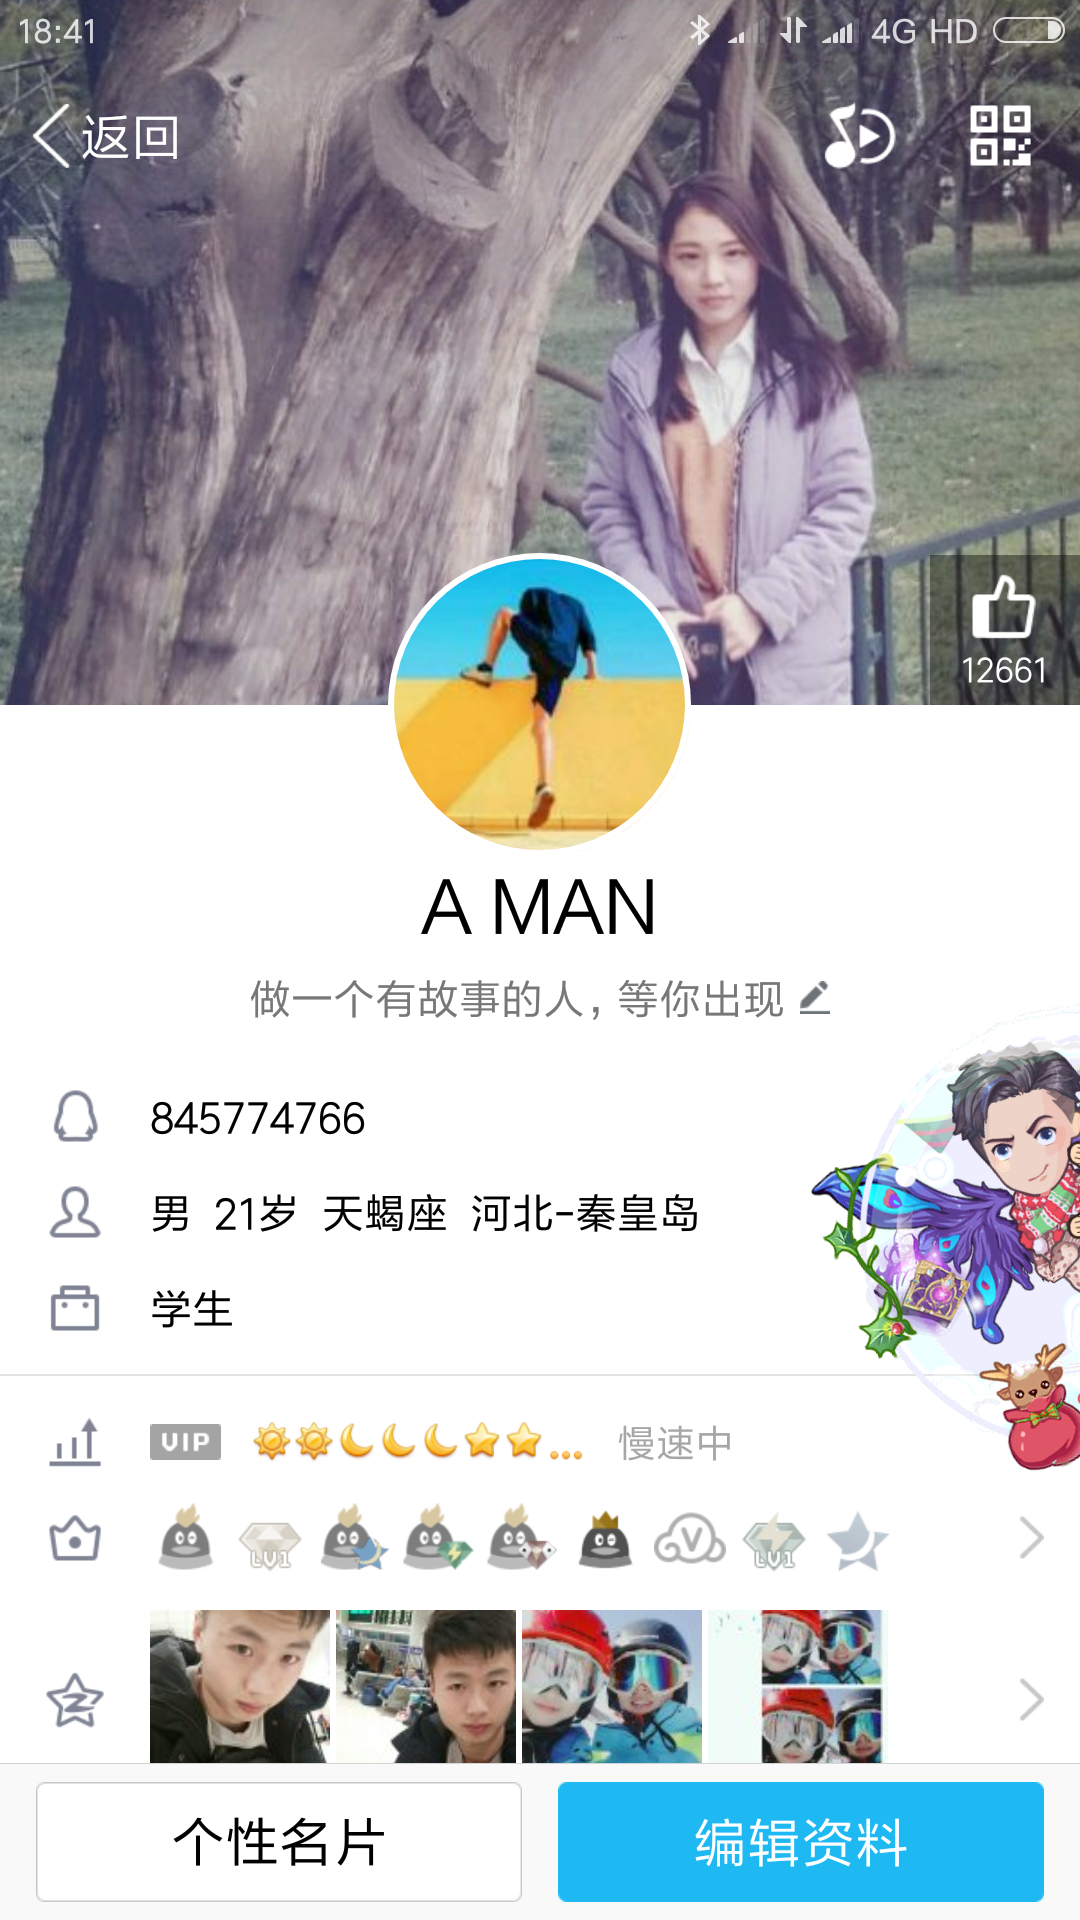 18:41
4G HD
返回
12661
A MAN
做一个有故事的人，等你出现
845774766
男 21岁 天蝎座 河北-秦皇岛
学生
VIP ... 慢速中
LV1 V LV1
个性名片
编辑资料